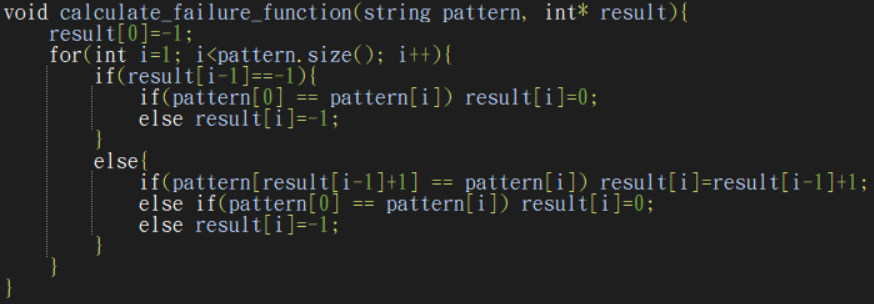 void calculate_failure_function(string pattern, int* result){
    result[0]=-1;
    for(int i=1; i<pattern.size(); i++){
        if(result[i-1]==-1){
            if(pattern[0] == pattern[i]) result[i]=0;
            else result[i]=-1;
        }
        else{
            if(pattern[result[i-1]+1] == pattern[i]) result[i]=result[i-1]+1;
            else if(pattern[0] == pattern[i]) result[i]=0;
            else result[i]=-1;
        }
    }
}